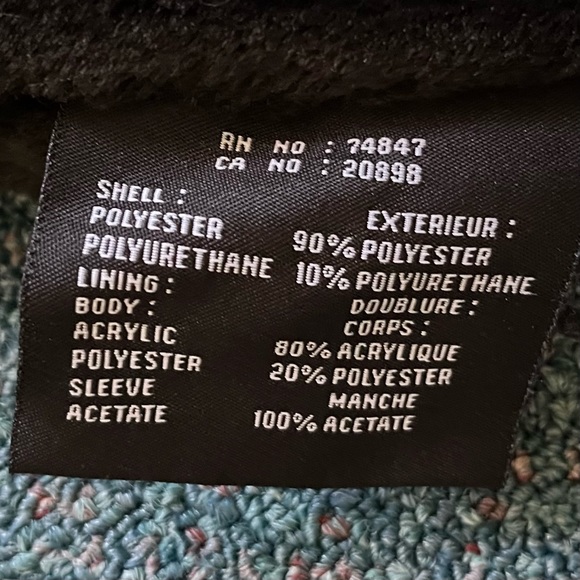 RN NO : 74847
CA NO : 20898
SHELL :
POLYESTER
POLYURETHANE
LINING :
BODY :
ACRYLIC
POLYESTER
SLEEVE
ACETATE
EXTERIEUR :
90% POLYESTER
10% POLYURETHANE
DOUBLURE :
CORPS :
80% ACRYLIQUE
20% POLYESTER
MANCHE
100% ACETATE